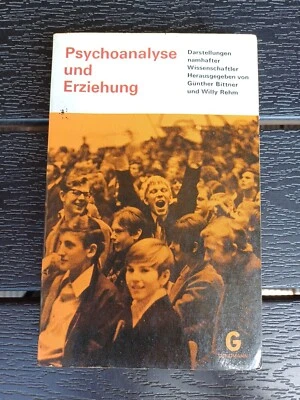 Psychoanalyse
und
Erziehung
Darstellungen
namhafter
Wissenschaftler
Herausgegeben von
Günther Bittner
und Willy Rehm
G